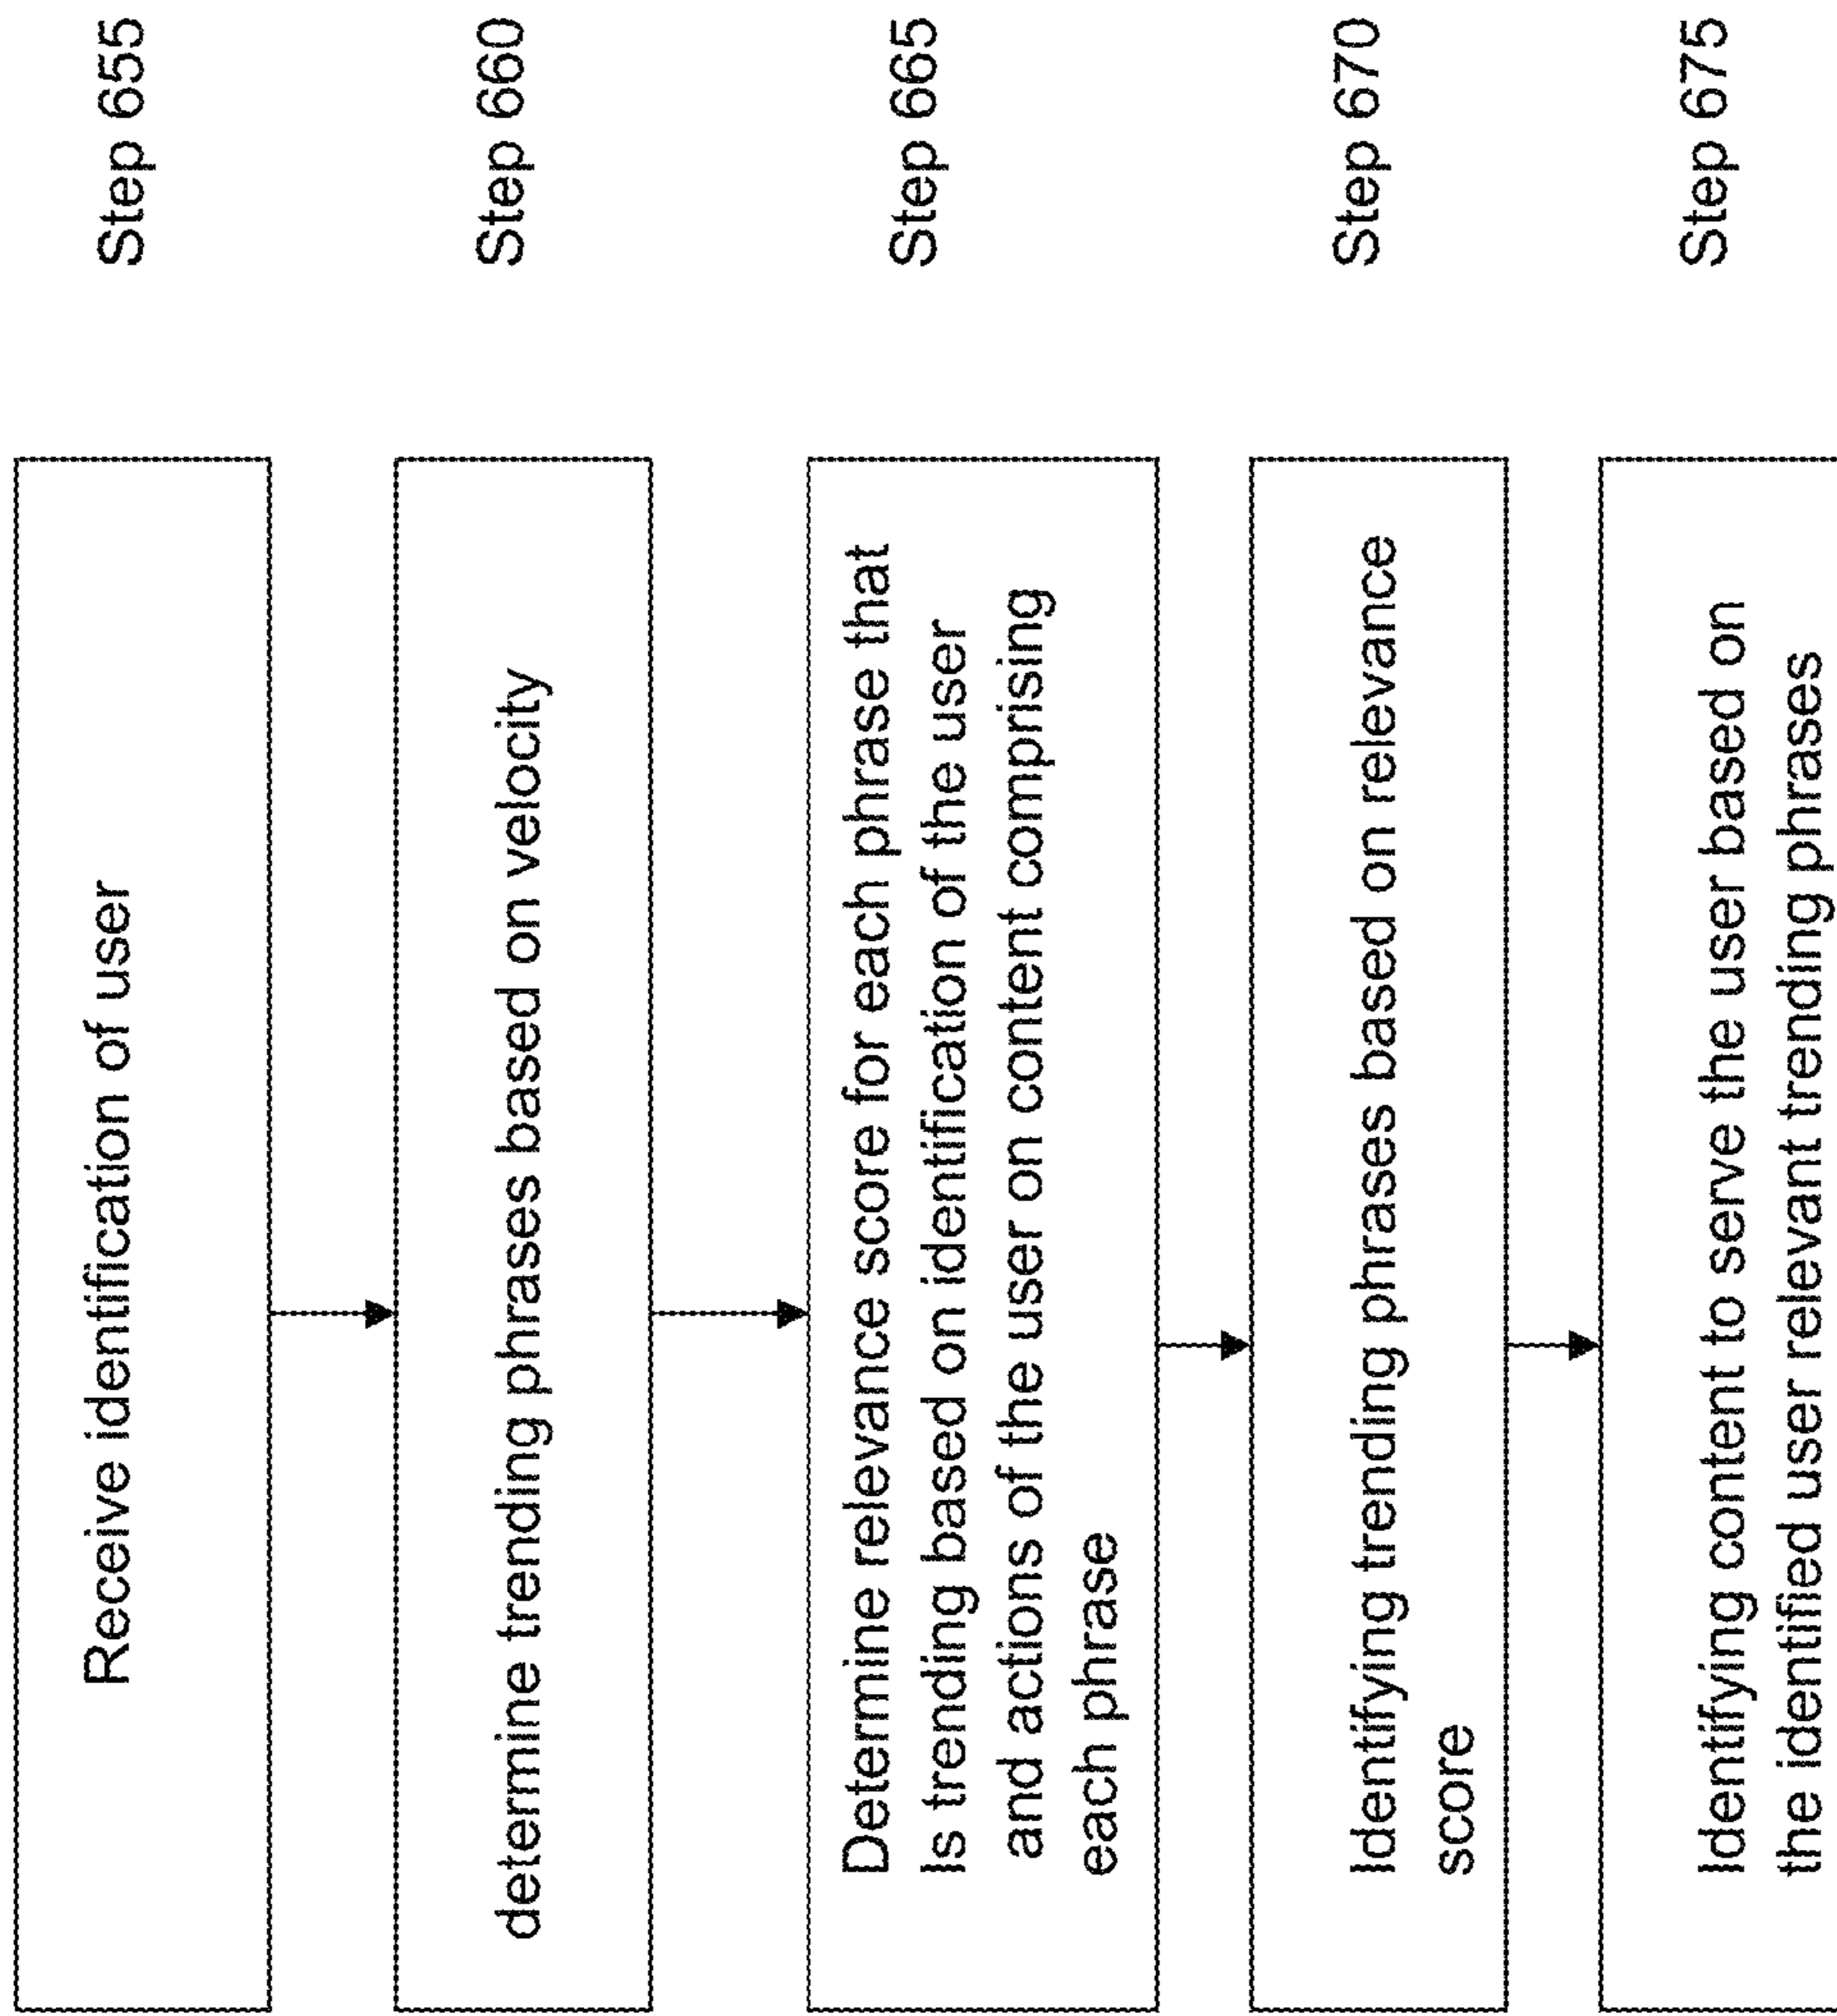 Receive identification of user
Step 655
determine trending phrases based on velocity
Step 660
Determine relevance score for each phrase that
Is trending based on identification of the user
and actions of the user on content comprising
each phrase
Step 665
Identifying trending phrases based on relevance
score
Step 670
Identifying content to serve the user based on
the identified user relevant trending phrases
Step 675